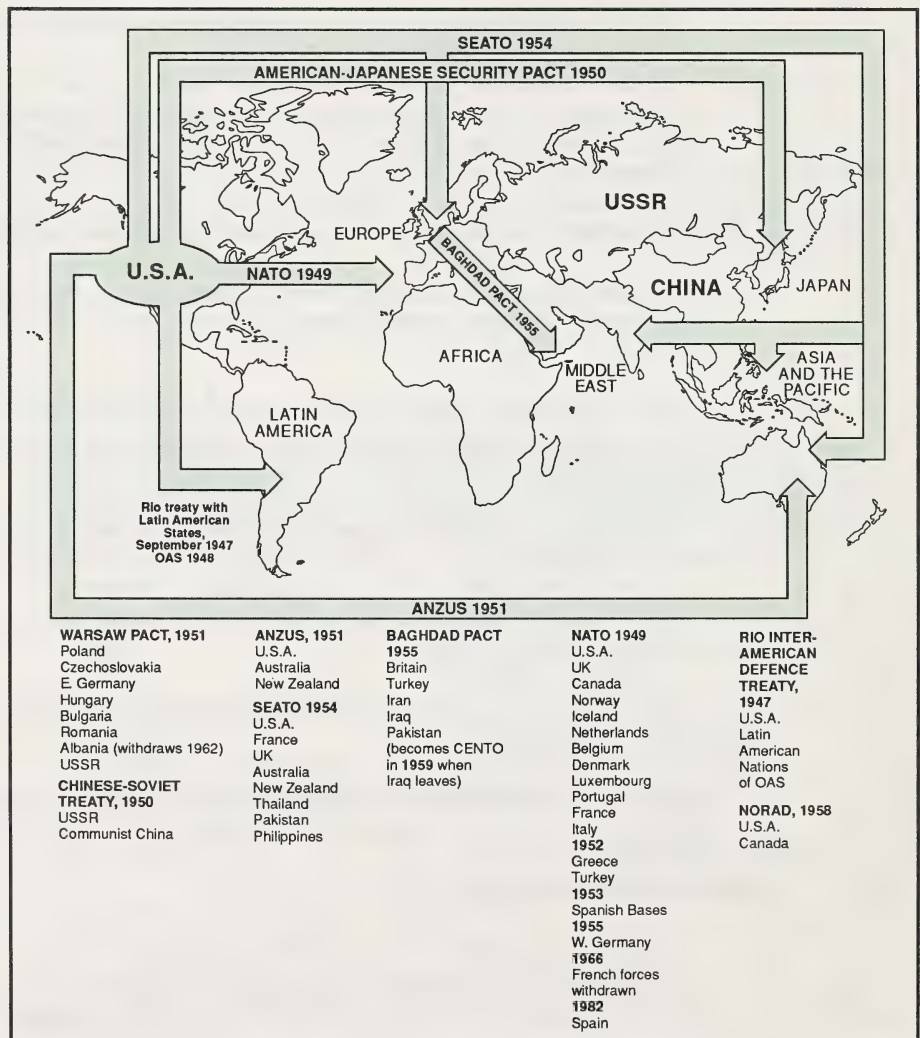 SEATO 1954
AMERICAN-JAPANESE SECURITY PACT 1950
USSR
EUROPE
U.S.A.
NATO 1949
BAGHDAD PACT 1955
CHINA
JAPAN
AFRICA
MIDDLE
EAST
ASIA
AND THE
PACIFIC
LATIN
AMERICA
Rio treaty with
Latin American
States,
September 1947
OAS 1948
ANZUS 1951
WARSAW PACT, 1951
Poland
Czechoslovakia
E. Germany
Hungary
Bulgaria
Romania
Albania (withdraws 1962)
USSR
CHINESE-SOVIET
TREATY, 1950
USSR
Communist China
ANZUS, 1951
U.S.A.
Australia
New Zealand
SEATO 1954
U.S.A.
France
UK
Australia
New Zealand
Thailand
Pakistan
Philippines
BAGHDAD PACT
1955
Britain
Turkey
Iran
Iraq
Pakistan
(becomes CENTO
in 1959 when
Iraq leaves)
NATO 1949
U.S.A.
UK
Canada
Norway
Iceland
Netherlands
Belgium
Denmark
Luxembourg
Portugal
France
Italy
1952
Greece
Turkey
1953
Spanish Bases
1955
W. Germany
1966
French forces
withdrawn
1982
Spain
RIO INTER-
AMERICAN
DEFENCE
TREATY,
1947
U.S.A.
Latin
American
Nations
of OAS
NORAD, 1958
U.S.A.
Canada